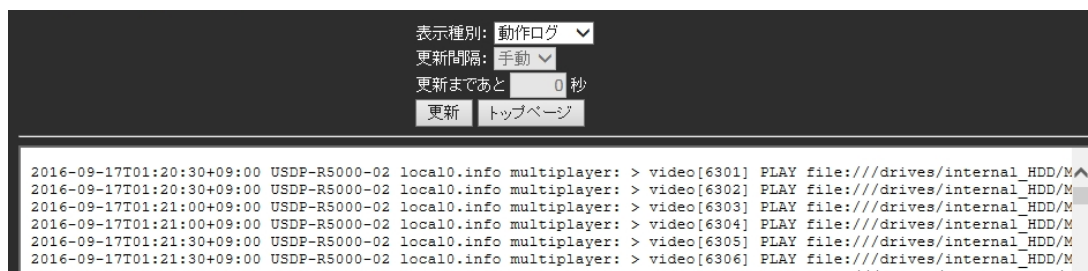 表示種別: 動作ログ
更新間隔: 手動
更新まであと 0 秒
更新 トップページ
2016-09-17T01:20:30+09:00 USDP-R5000-02 local0.info multiplayer: > video[6301] PLAY file:///drives/internal_HDD/M
2016-09-17T01:20:30+09:00 USDP-R5000-02 local0.info multiplayer: > video[6302] PLAY file:///drives/internal_HDD/M
2016-09-17T01:21:00+09:00 USDP-R5000-02 local0.info multiplayer: > video[6303] PLAY file:///drives/internal_HDD/M
2016-09-17T01:21:00+09:00 USDP-R5000-02 local0.info multiplayer: > video[6304] PLAY file:///drives/internal_HDD/M
2016-09-17T01:21:30+09:00 USDP-R5000-02 local0.info multiplayer: > video[6305] PLAY file:///drives/internal_HDD/M
2016-09-17T01:21:30+09:00 USDP-R5000-02 local0.info multiplayer: > video[6306] PLAY file:///drives/internal_HDD/M